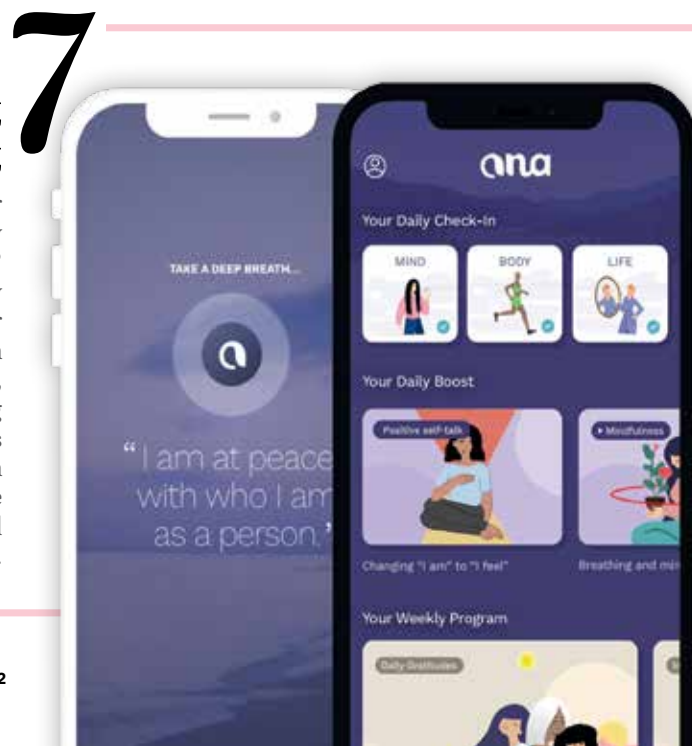 7
TAKE A DEEP BREATH...
“I am at peace
with who I am
as a person.”
ana
Your Daily Check-In
MIND BODY LIFE
Your Daily Boost
Positive self-talk Mindfulness
Changing "I am" to "I feel" Breathing and
Your Weekly Program
Daily Gratitudes
2